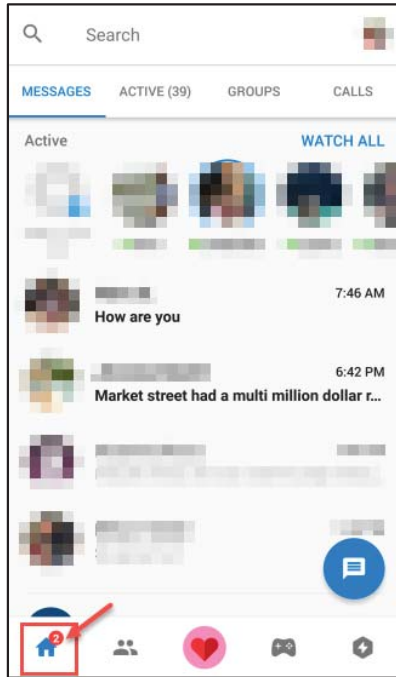 Search
MESSAGES ACTIVE (39) GROUPS CALLS
Active WATCH ALL
7:46 AM
How are you
6:42 PM
Market street had a multi million dollar r...
2